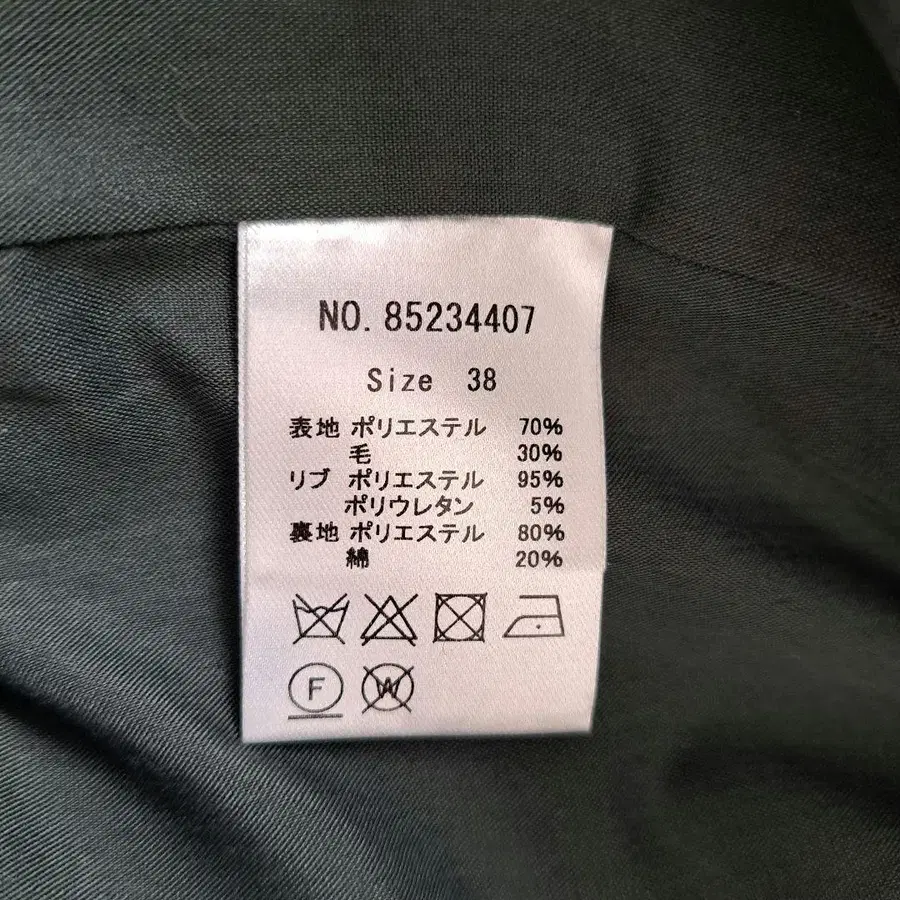 NO. 85234407
Size 38
表地 ポリエステル 70%
毛 30%
リブ ポリエステル 95%
ポリウレタン 5%
裏地 ポリエステル 80%
綿 20%
F W